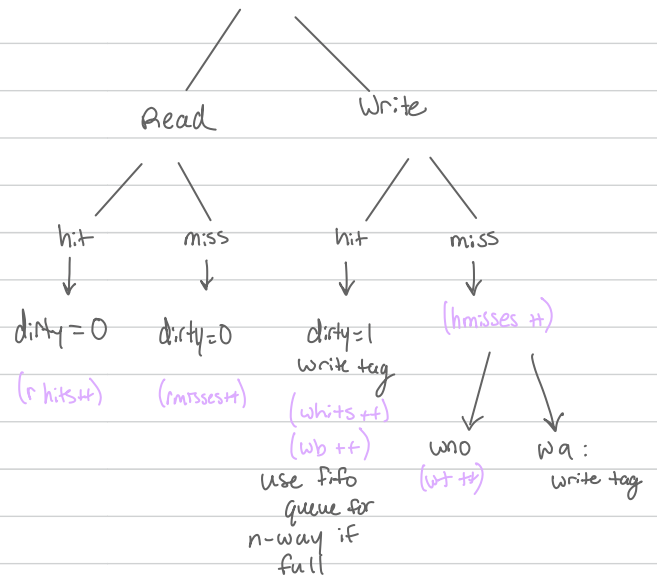 Read Write
hit miss hit miss
dirty=0 dirty=0 dirty=1 (hmisses ++)
write tag
(r hits++) (rmisses++) (whits ++)
(wb ++) wno wa:
use fifo (wt ++) write tag
queue for
n-way if
full